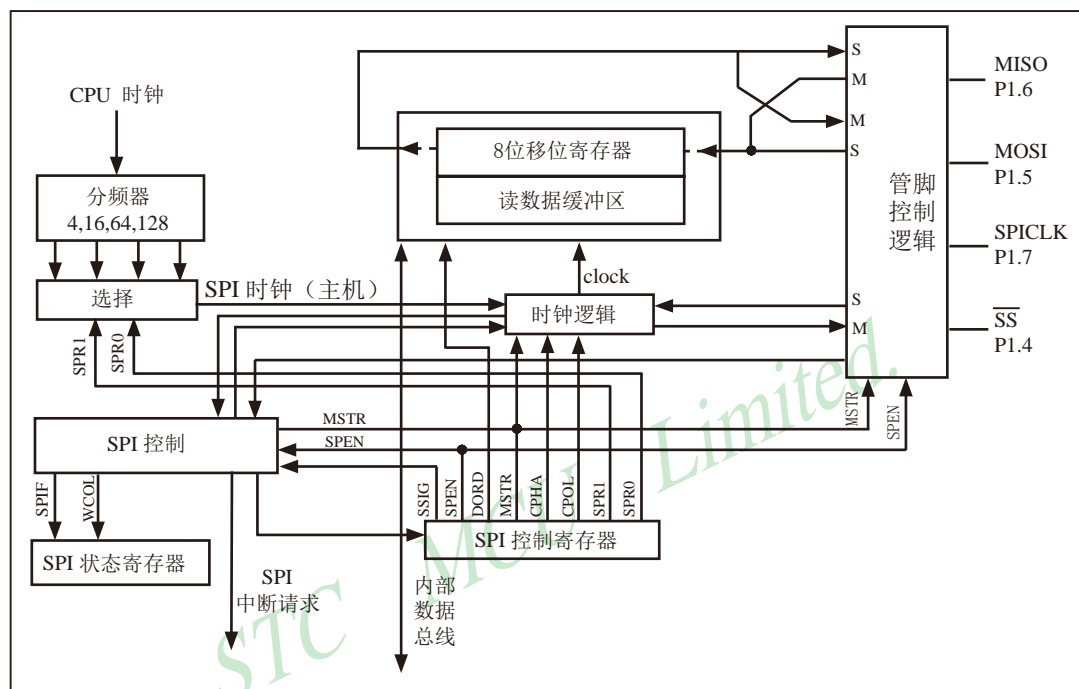 S
MISO
P1.6
M
CPU 时钟
M
8位移位寄存器
S
MOSI
P1.5
分频器
4,16,64,128
读数据缓冲区
管脚
控制
逻辑
SPICLK
P1.7
clock
选择
SPI 时钟（主机）
时钟逻辑
S
M
SS
P1.4
SPR1
SPR0
MSTR
SPEN
SPI 控制
MSTR
SPEN
SPIF
WCOL
SSIG
SPEN
DORD
MSTR
CPHA
CPOL
SPR1
SPR0
SPI 控制寄存器
SPI 状态寄存器
SPI
中断请求
内部
数据
总线
STC MCU Limited.